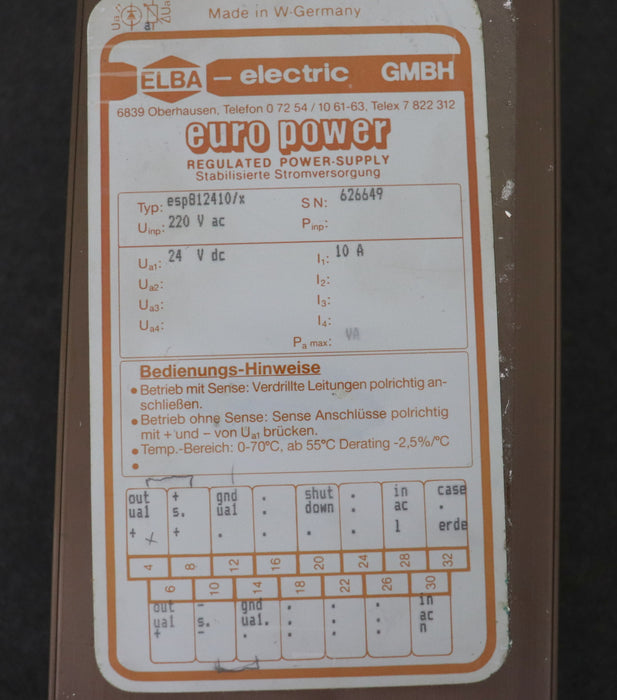 Ua
ΔUa
Made in W-Germany
ELBA – electric GMBH
6839 Oberhausen, Telefon 0 72 54 / 10 61-63, Telex 7 822 312
euro power
REGULATED POWER-SUPPLY
Stabilisierte Stromversorgung
Typ: esp812410/x S N: 626649
Uinp: 220 V ac Pinp:
Ua1: 24 V dc I1: 10 A
Ua2: I2:
Ua3: I3:
Ua4: I4:
Pa max: VA
Bedienungs-Hinweise
• Betrieb mit Sense: Verdrillte Leitungen polrichtig an-
schließen.
• Betrieb ohne Sense: Sense Anschlüsse polrichtig
mit + und – von Ua1 brücken.
• Temp.-Bereich: 0-70°C, ab 55°C Derating -2,5%/°C
•
out + gnd . shut . in case
ua1 s. ua1 . down . ac .
+ + . . . . 1 erde
4 8 12 16 20 24 28 32
6 10 14 18 22 26 30
out - gnd . . . in
ua1 s. ua1. . . . ac
+ - . . . . n